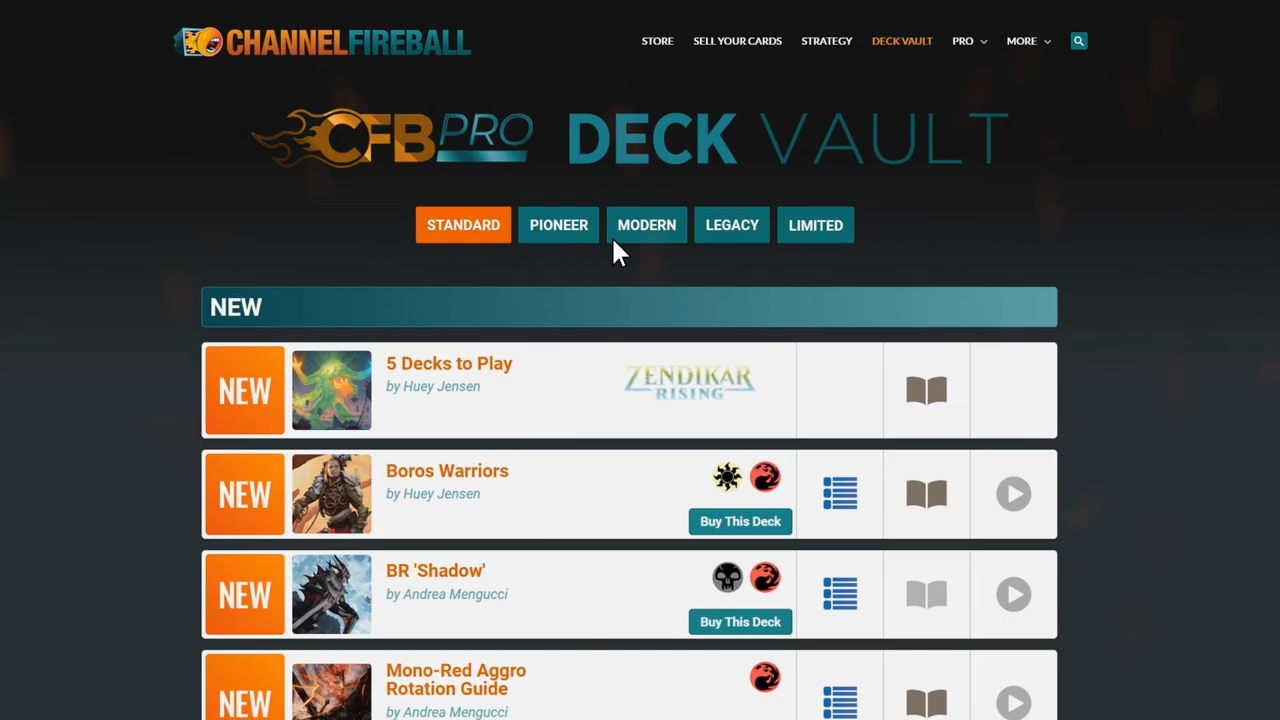 CHANNELFIREBALL
STORE SELL YOUR CARDS STRATEGY DECK VAULT PRO MORE
CFB PRO DECK VAULT
STANDARD PIONEER MODERN LEGACY LIMITED
NEW
NEW
5 Decks to Play
by Huey Jensen
ZENDIKAR
RISING
NEW
Boros Warriors
by Huey Jensen
Buy This Deck
NEW
BR 'Shadow'
by Andrea Mengucci
Buy This Deck
NEW
Mono-Red Aggro
Rotation Guide
by Andrea Mengucci